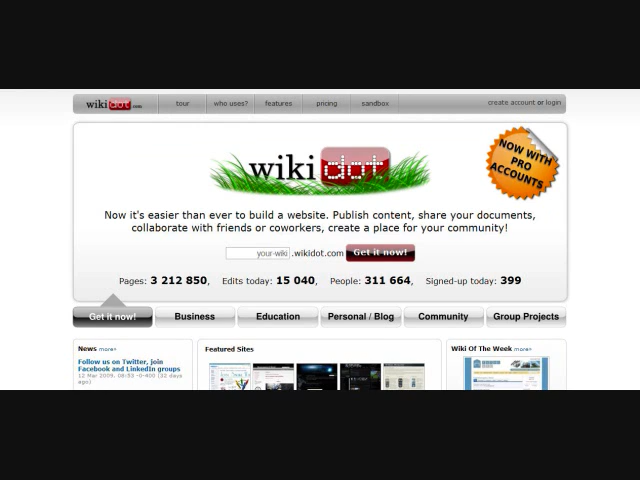 wikidot.com tour who uses? features pricing sandbox create account or login
wikidot
NOW WITH
PRO
ACCOUNTS
Now it's easier than ever to build a website. Publish content, share your documents,
collaborate with friends or coworkers, create a place for your community!
your-wiki .wikidot.com Get it now!
Pages: 3 212 850, Edits today: 15 040, People: 311 664, Signed-up today: 399
Get it now! Business Education Personal / Blog Community Group Projects
News more» Featured Sites Wiki Of The Week more»
Follow us on Twitter, join
Facebook and LinkedIn groups
12 Mar 2009, 08:53 -0400 (32 days
ago)